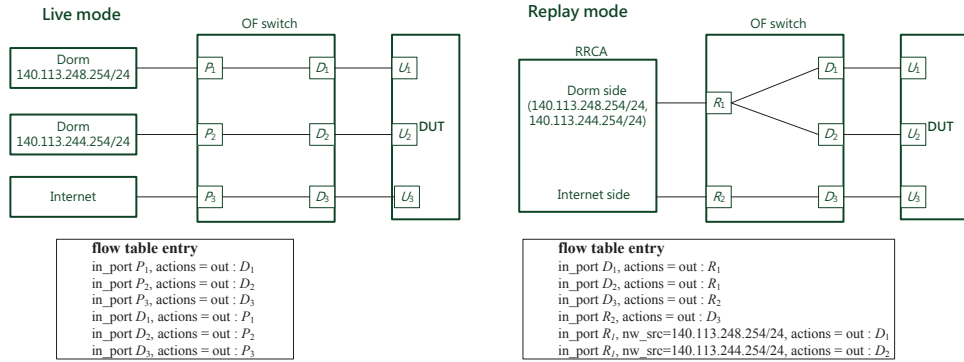 Live mode
OF switch
Dorm
140.113.248.254/24
P1
D1
U1
Dorm
140.113.244.254/24
P2
D2
U2
DUT
Internet
P3
D3
U3
flow table entry
in_port P1, actions = out : D1
in_port P2, actions = out : D2
in_port P3, actions = out : D3
in_port D1, actions = out : P1
in_port D2, actions = out : P2
in_port D3, actions = out : P3
Replay mode
OF switch
RRCA
Dorm side
(140.113.248.254/24,
140.113.244.254/24)
R1
D1
U1
D2
U2
DUT
Internet side
R2
D3
U3
flow table entry
in_port D1, actions = out : R1
in_port D2, actions = out : R1
in_port D3, actions = out : R2
in_port R2, actions = out : D3
in_port R1, nw_src=140.113.248.254/24, actions = out : D1
in_port R1, nw_src=140.113.244.254/24, actions = out : D2